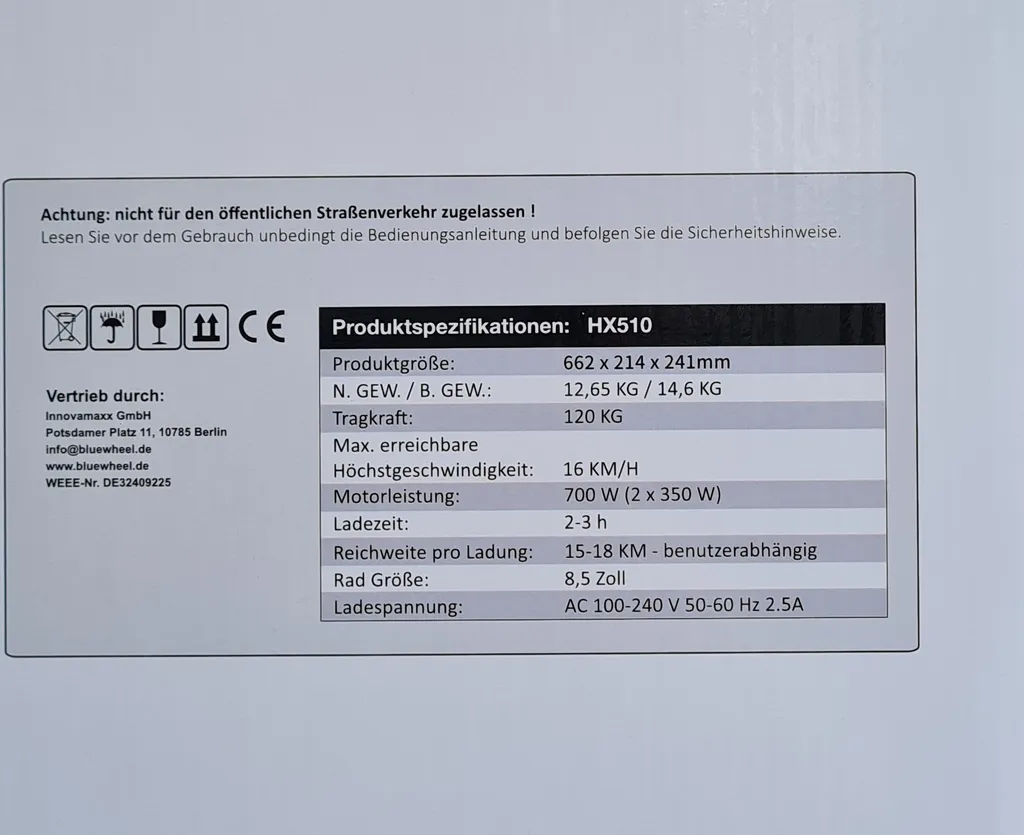 Achtung: nicht für den öffentlichen Straßenverkehr zugelassen !
Lesen Sie vor dem Gebrauch unbedingt die Bedienungsanleitung und befolgen Sie die Sicherheitshinweise.
CE
Vertrieb durch:
Innovamaxx GmbH
Potsdamer Platz 11, 10785 Berlin
info@bluewheel.de
www.bluewheel.de
WEEE-Nr. DE32409225
Produktspezifikationen: HX510
Produktgröße: 662 x 214 x 241mm
N. GEW. / B. GEW.: 12,65 KG / 14,6 KG
Tragkraft: 120 KG
Max. erreichbare
Höchstgeschwindigkeit: 16 KM/H
Motorleistung: 700 W (2 x 350 W)
Ladezeit: 2-3 h
Reichweite pro Ladung: 15-18 KM - benutzerabhängig
Rad Größe: 8,5 Zoll
Ladespannung: AC 100-240 V 50-60 Hz 2.5A